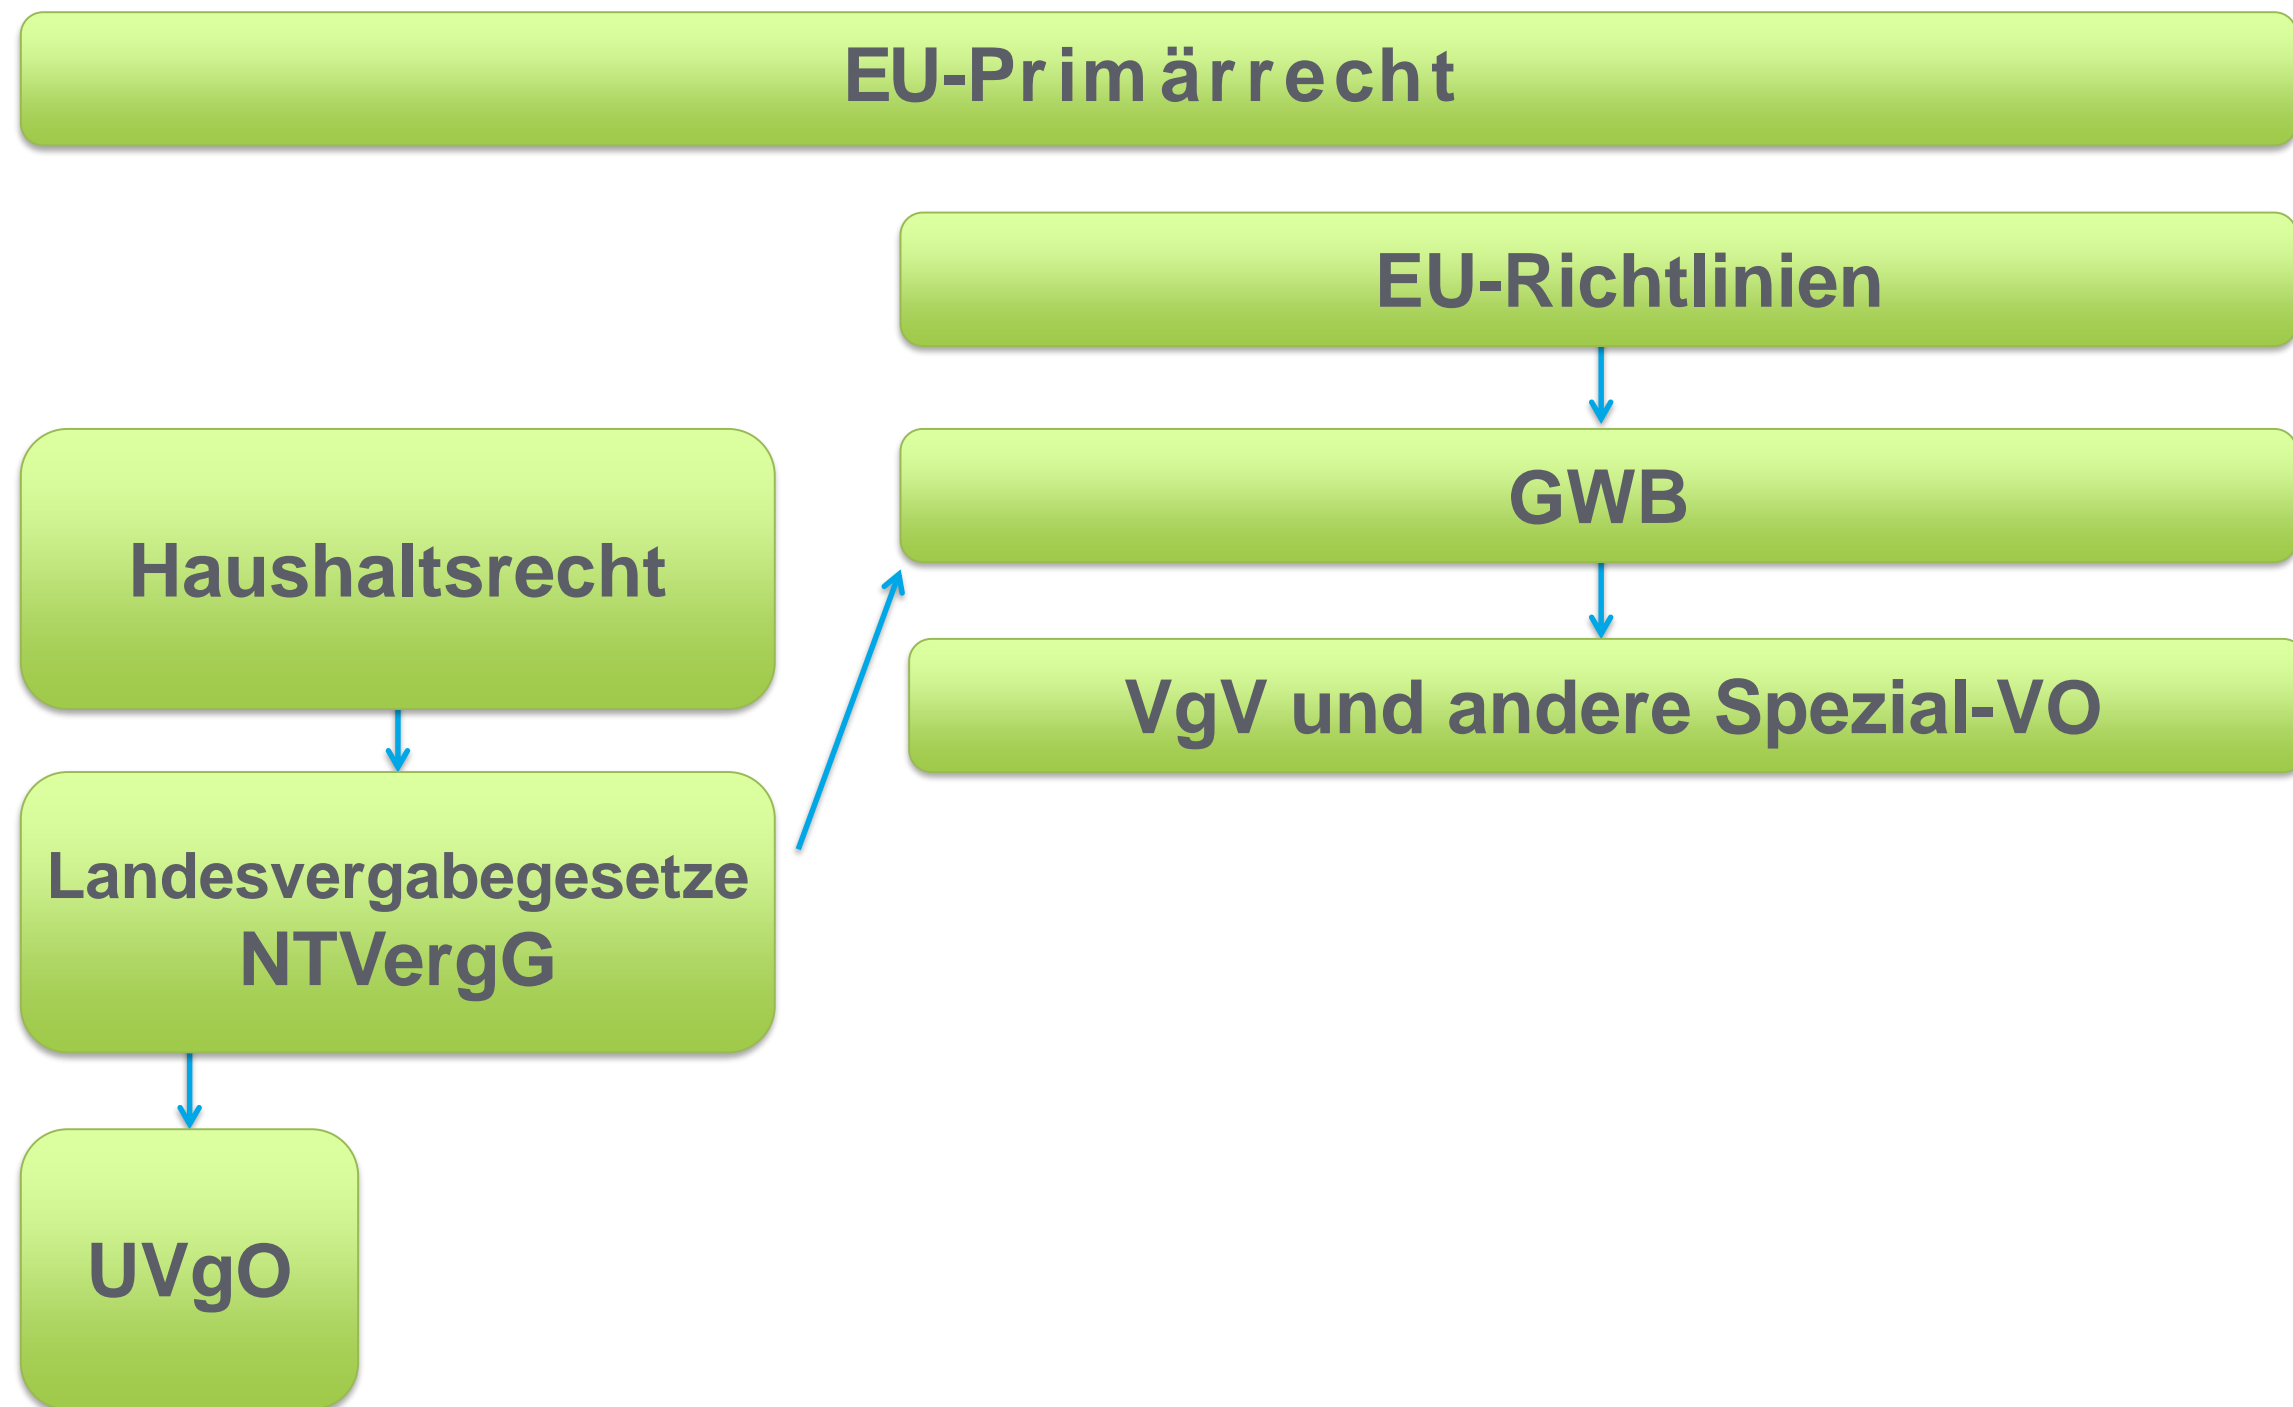 EU-Primärrecht
EU-Richtlinien
GWB
Haushaltsrecht
VgV und andere Spezial-VO
Landesvergabegesetze
NTVergG
UVgO